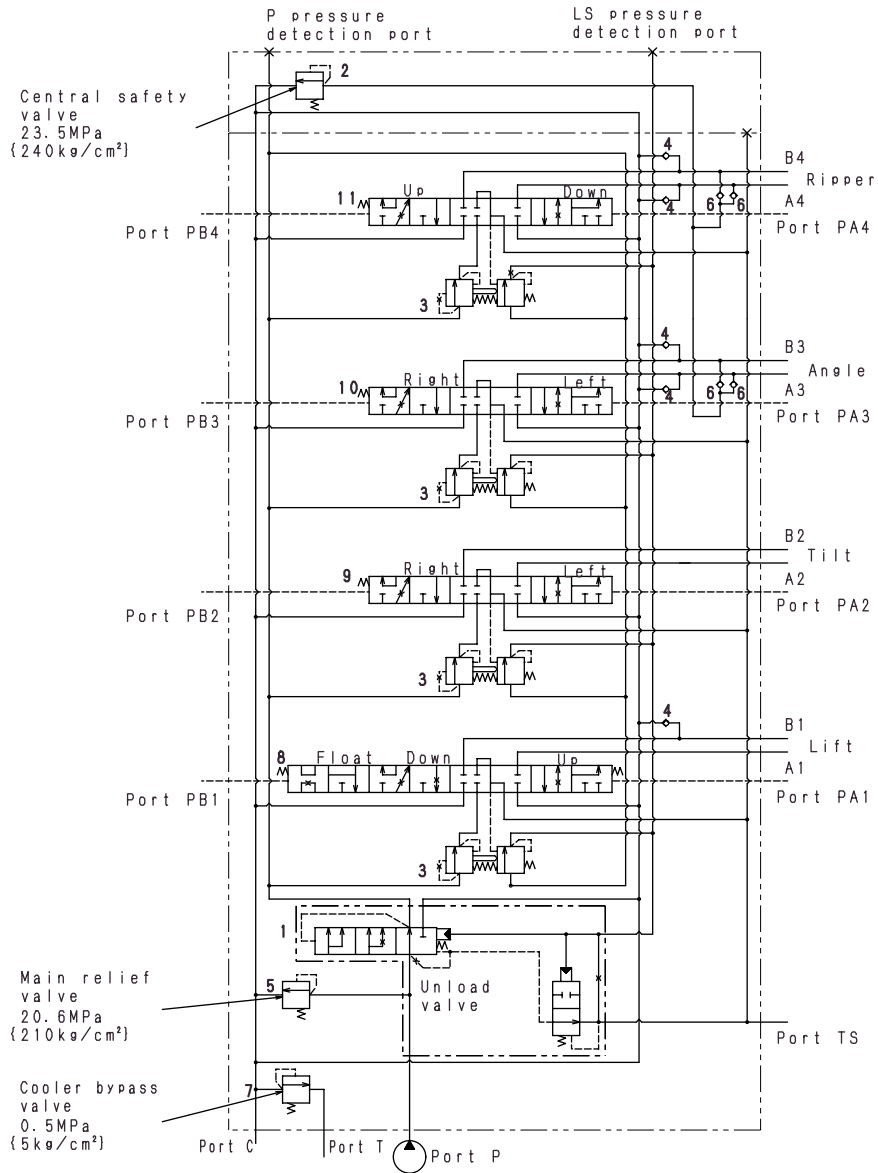 P pressure
detection port
LS pressure
detection port
2
Central safety
valve
23.5MPa
{240kg/cm²}
4
B4
Ripper
11
Up
Down
4
6
6
A4
Port PB4
Port PA4
3
4
B3
Angle
10
Right
Left
4
6
6
A3
Port PB3
Port PA3
3
B2
Tilt
9
Right
Left
A2
Port PB2
Port PA2
3
4
B1
Lift
8
Float
Down
Up
A1
Port PB1
Port PA1
3
1
Main relief
valve
20.6MPa
{210kg/cm²}
5
Unload
valve
Port TS
Cooler bypass
valve
0.5MPa
{5kg/cm²}
7
Port C
Port T
Port P